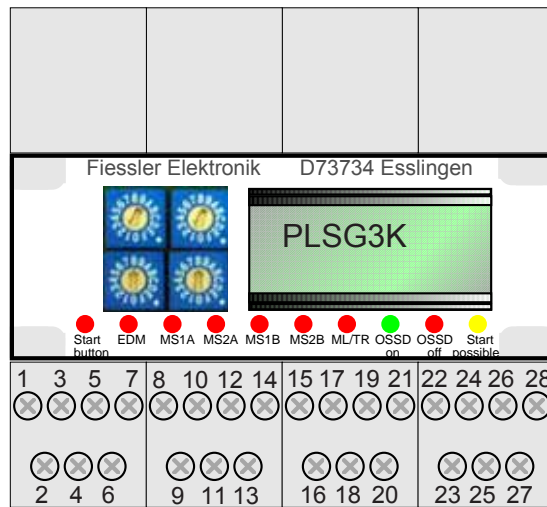 Fiessler Elektronik D73734 Esslingen
PLSG3K
Start button EDM MS1A MS2A MS1B MS2B ML/TR OSSD on OSSD off Start possible
1 3 5 7 8 10 12 14 15 17 19 21 22 24 26 28
2 4 6 9 11 13 16 18 20 23 25 27